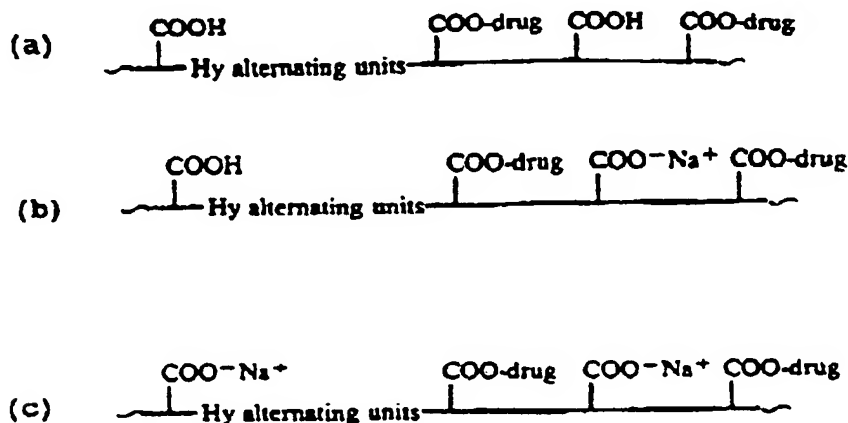 COOH COO-drug COOH COO-drug
(a) Hy alternating units
COOH COO-drug COO⁻Na⁺ COO-drug
(b) Hy alternating units
COO⁻Na⁺ COO-drug COO⁻Na⁺ COO-drug
(c) Hy alternating units